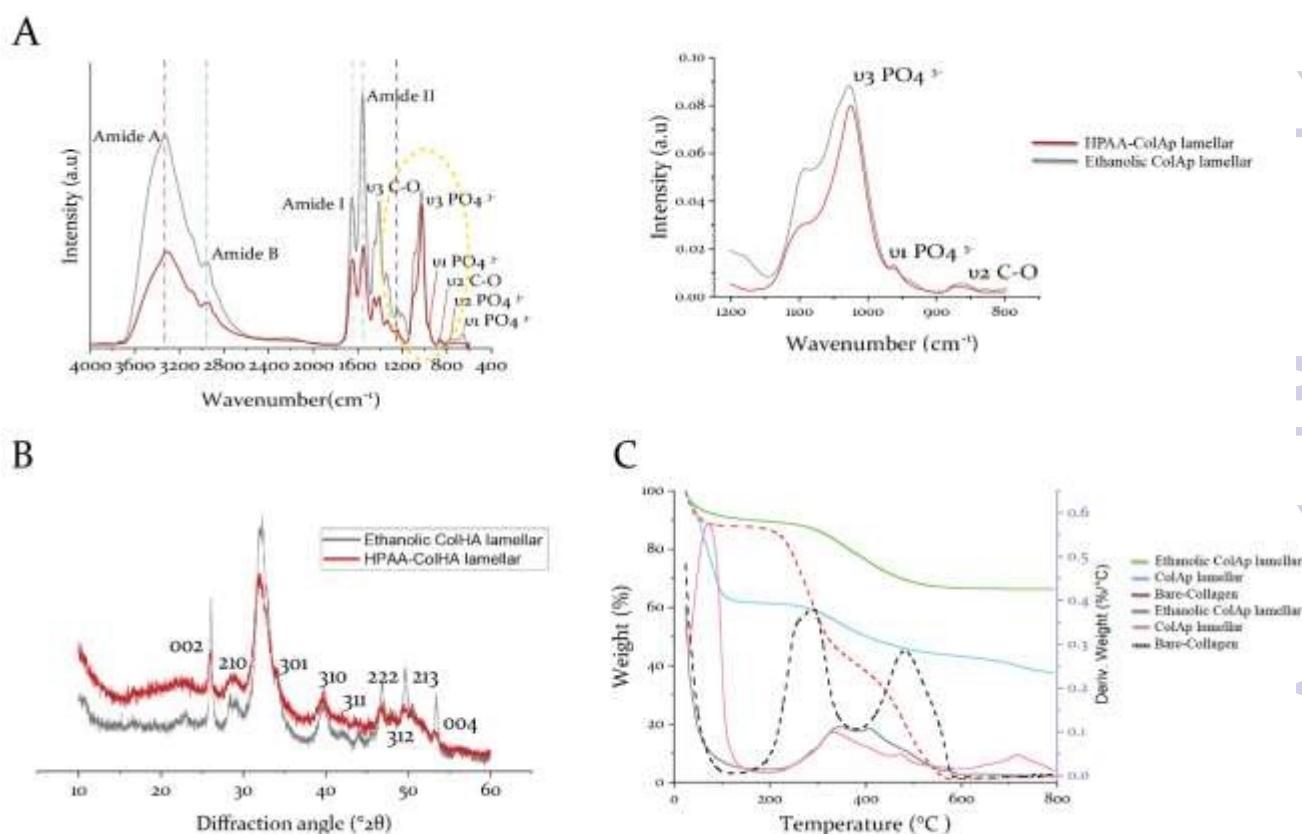 A
Amide A
Amide B
Amide I
Amide II
υ3 C-O
υ3 PO4 ³⁻
υ1 PO4 ³⁻
υ2 C-O
υ2 PO4 ³⁻
υ1 PO4 ³⁻
Intensity (a.u)
4000 3600 3200 2800 2400 2000 1600 1200 800 400
Wavenumber(cm⁻¹)
0.10
0.08
0.06
0.04
0.02
0.00
Intensity (a.u)
υ3 PO4 ³⁻
υ1 PO4 ³⁻
υ2 C-O
1200 1100 1000 900 800
Wavenumber (cm⁻¹)
HPAA-ColAp lamellar
Ethanolic ColAp lamellar
B
Ethanolic ColHA lamellar
HPAA-ColHA lamellar
Intensity (a.u)
002
210
301
310
311
222
312
213
004
10 20 30 40 50 60
Diffraction angle (°2θ)
C
100
80
60
40
20
0
Weight (%)
0.6
0.5
0.4
0.3
0.2
0.1
0.0
Deriv. Weight (%/°C)
0 200 400 600 800
Temperature (°C )
Ethanolic ColAp lamellar
ColAp lamellar
Bare-Collagen
Ethanolic ColAp lamellar
ColAp lamellar
Bare-Collagen